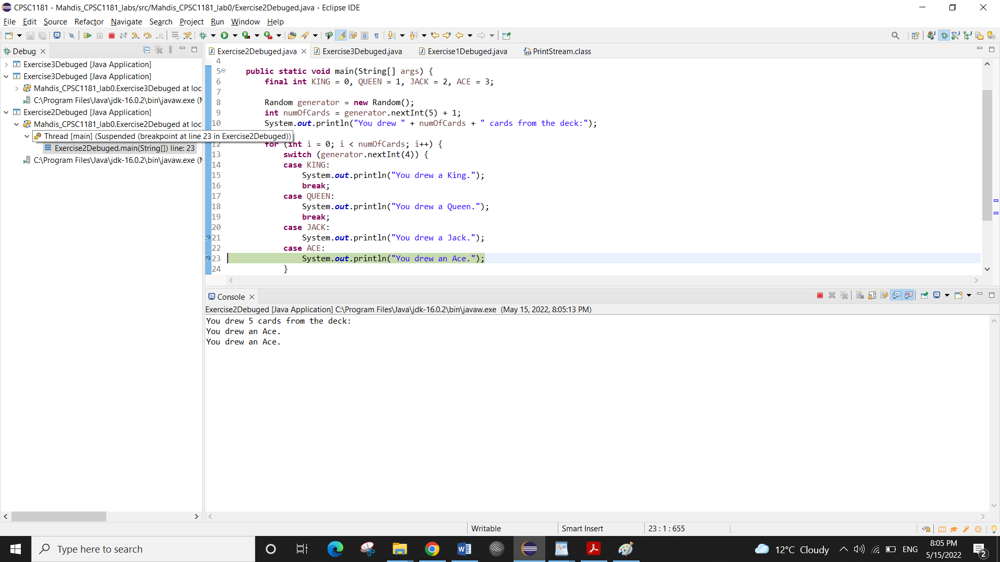 CPSC1181 - Mahdis_CPSC1181_labs/src/Mahdis_CPSC1181_lab0/Exercise2Debuged.java - Eclipse IDE
File Edit Source Refactor Navigate Search Project Run Window Help
Debug
Exercise3Debuged [Java Application]
Exercise3Debuged [Java Application]
Mahdis_CPSC1181_lab0.Exercise3Debuged at loc
C:\Program Files\Java\jdk-16.0.2\bin\javaw.exe (
Exercise2Debuged [Java Application]
Mahdis_CPSC1181_lab0.Exercise2Debuged at loc
Thread [main] (Suspended (breakpoint at line 23 in Exercise2Debuged))
Exercise2Debuged.main(String[]) line: 23
C:\Program Files\Java\jdk-16.0.2\bin\javaw.exe (
Exercise2Debuged.java Exercise3Debuged.java Exercise1Debuged.java PrintStream.class
4
5 public static void main(String[] args) {
6 final int KING = 0, QUEEN = 1, JACK = 2, ACE = 3;
7
8 Random generator = new Random();
9 int numOfCards = generator.nextInt(5) + 1;
10 System.out.println("You drew " + numOfCards + " cards from the deck:");
12 for (int i = 0; i < numOfCards; i++) {
13 switch (generator.nextInt(4)) {
14 case KING:
15 System.out.println("You drew a King.");
16 break;
17 case QUEEN:
18 System.out.println("You drew a Queen.");
19 break;
20 case JACK:
21 System.out.println("You drew a Jack.");
22 case ACE:
23 System.out.println("You drew an Ace.");
24 }
Console
Exercise2Debuged [Java Application] C:\Program Files\Java\jdk-16.0.2\bin\javaw.exe (May 15, 2022, 8:05:13 PM)
You drew 5 cards from the deck:
You drew an Ace.
You drew an Ace.
Writable Smart Insert 23 : 1 : 655
Type here to search
12°C Cloudy
ENG
8:05 PM
5/15/2022
2